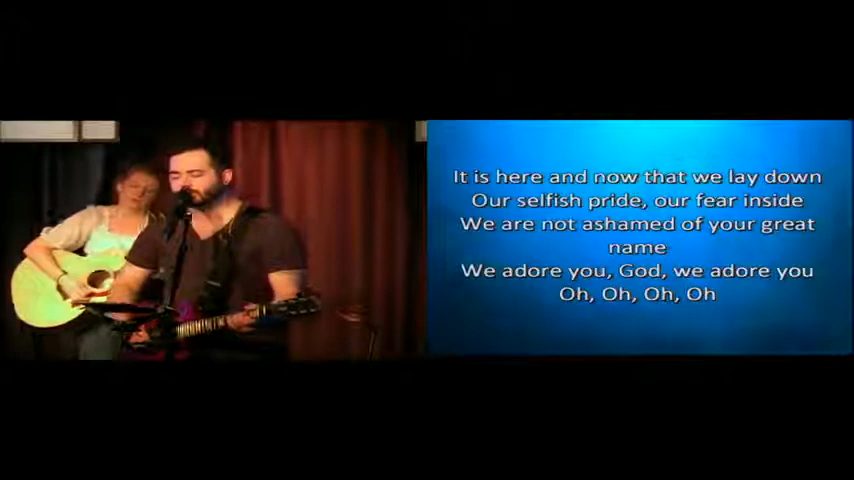 It is here and now that we lay down
Our selfish pride, our fear inside
We are not ashamed of your great
name
We adore you, God, we adore you
Oh, Oh, Oh, Oh